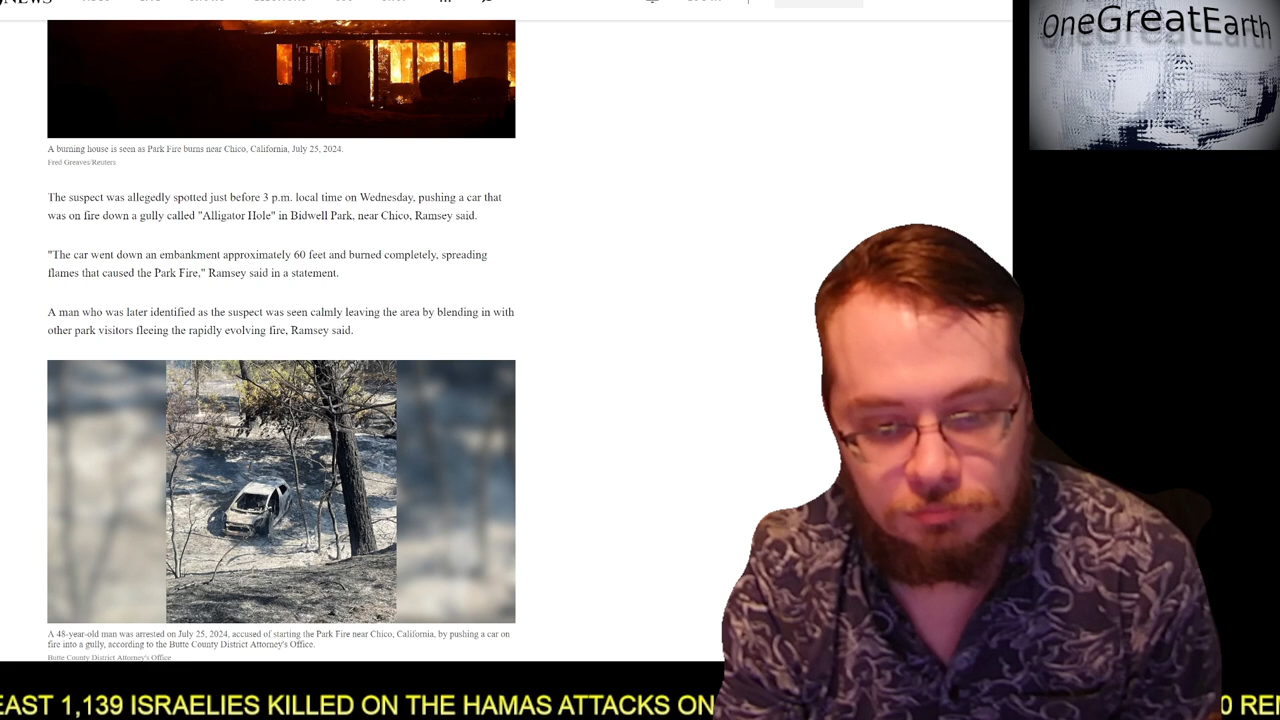 NEWS
OneGreatEarth
A burning house is seen as Park Fire burns near Chico, California, July 25, 2024.
Fred Greaves/Reuters
The suspect was allegedly spotted just before 3 p.m. local time on Wednesday, pushing a car that
was on fire down a gully called "Alligator Hole" in Bidwell Park, near Chico, Ramsey said.
"The car went down an embankment approximately 60 feet and burned completely, spreading
flames that caused the Park Fire," Ramsey said in a statement.
A man who was later identified as the suspect was seen calmly leaving the area by blending in with
other park visitors fleeing the rapidly evolving fire, Ramsey said.
A 48-year-old man was arrested on July 25, 2024, accused of starting the Park Fire near Chico, California, by pushing a car on
fire into a gully, according to the Butte County District Attorney's Office.
Butte County District Attorney's Office
EAST 1,139 ISRAELIES KILLED ON THE HAMAS ATTACKS ON 0 REI